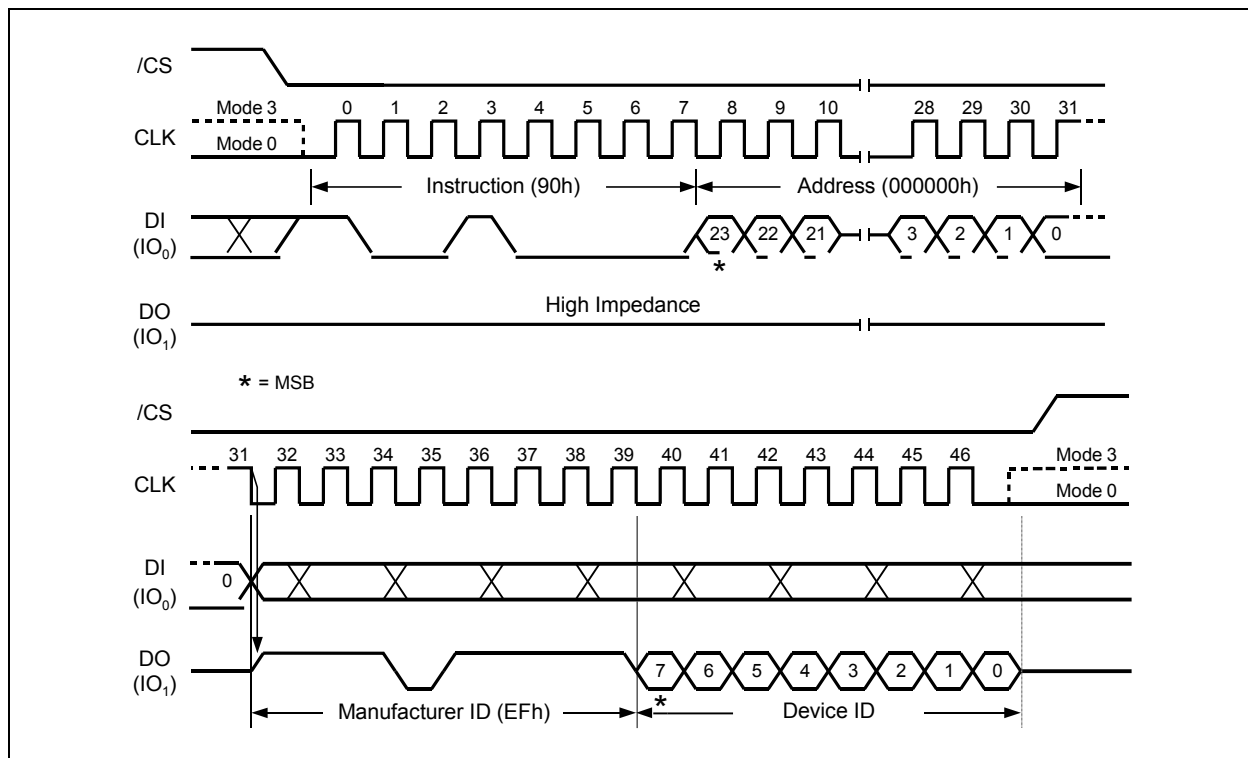 /CS
Mode 3
0 1 2 3 4 5 6 7 8 9 10 28 29 30 31
CLK
Mode 0
Instruction (90h)
Address (000000h)
DI
(IO0)
23 22 21 3 2 1 0
*
High Impedance
DO
(IO1)
* = MSB
/CS
31 32 33 34 35 36 37 38 39 40 41 42 43 44 45 46
Mode 3
CLK
Mode 0
DI
(IO0)
0
DO
(IO1)
7 6 5 4 3 2 1 0
*
Manufacturer ID (EFh)
Device ID